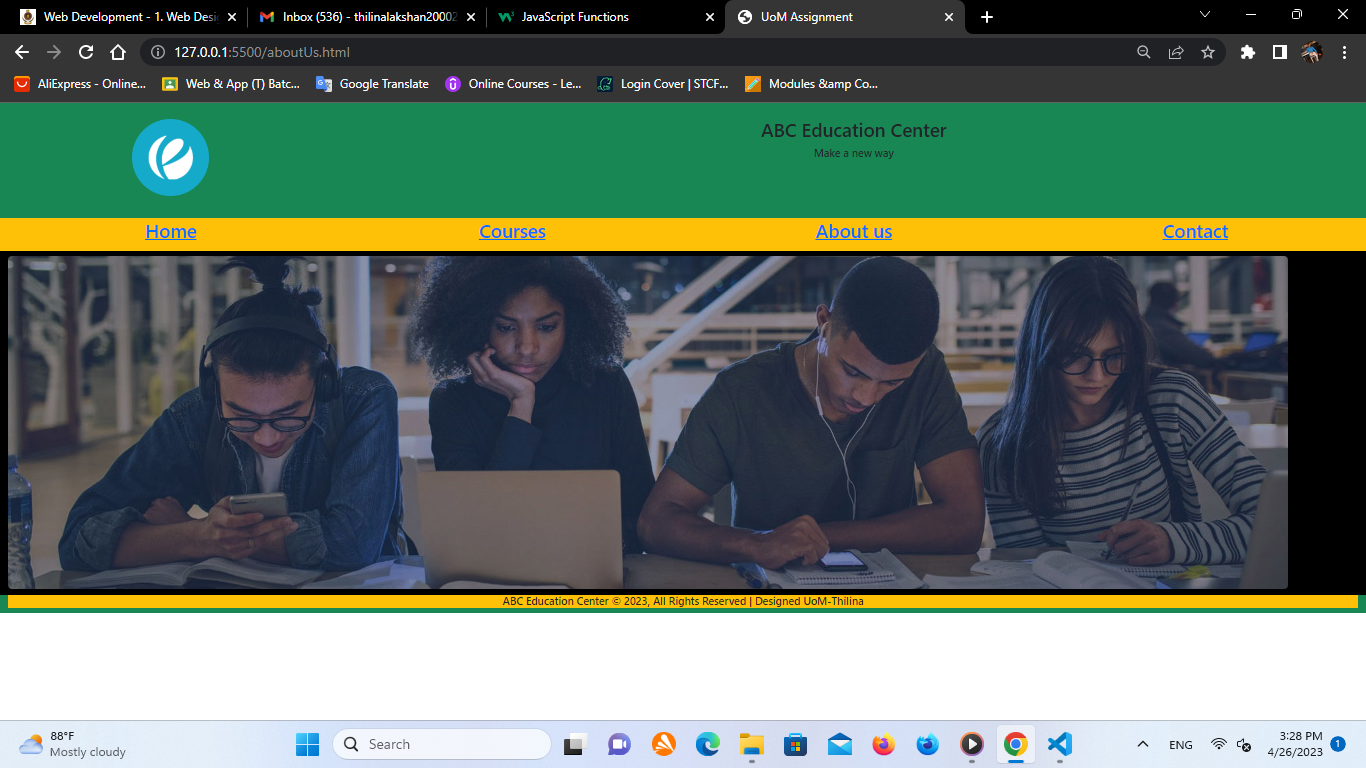 Web Development - 1. Web Desi
Inbox (536) - thilinalakshan20002
JavaScript Functions
UoM Assignment
127.0.0.1:5500/aboutUs.html
AliExpress - Online...
Web & App (T) Batc...
Google Translate
Online Courses - Le...
Login Cover | STCF...
Modules &amp Co...
ABC Education Center
Make a new way
Home
Courses
About us
Contact
ABC Education Center © 2023, All Rights Reserved | Designed UoM-Thilina
88°F
Mostly cloudy
Search
ENG
3:28 PM
4/26/2023
1